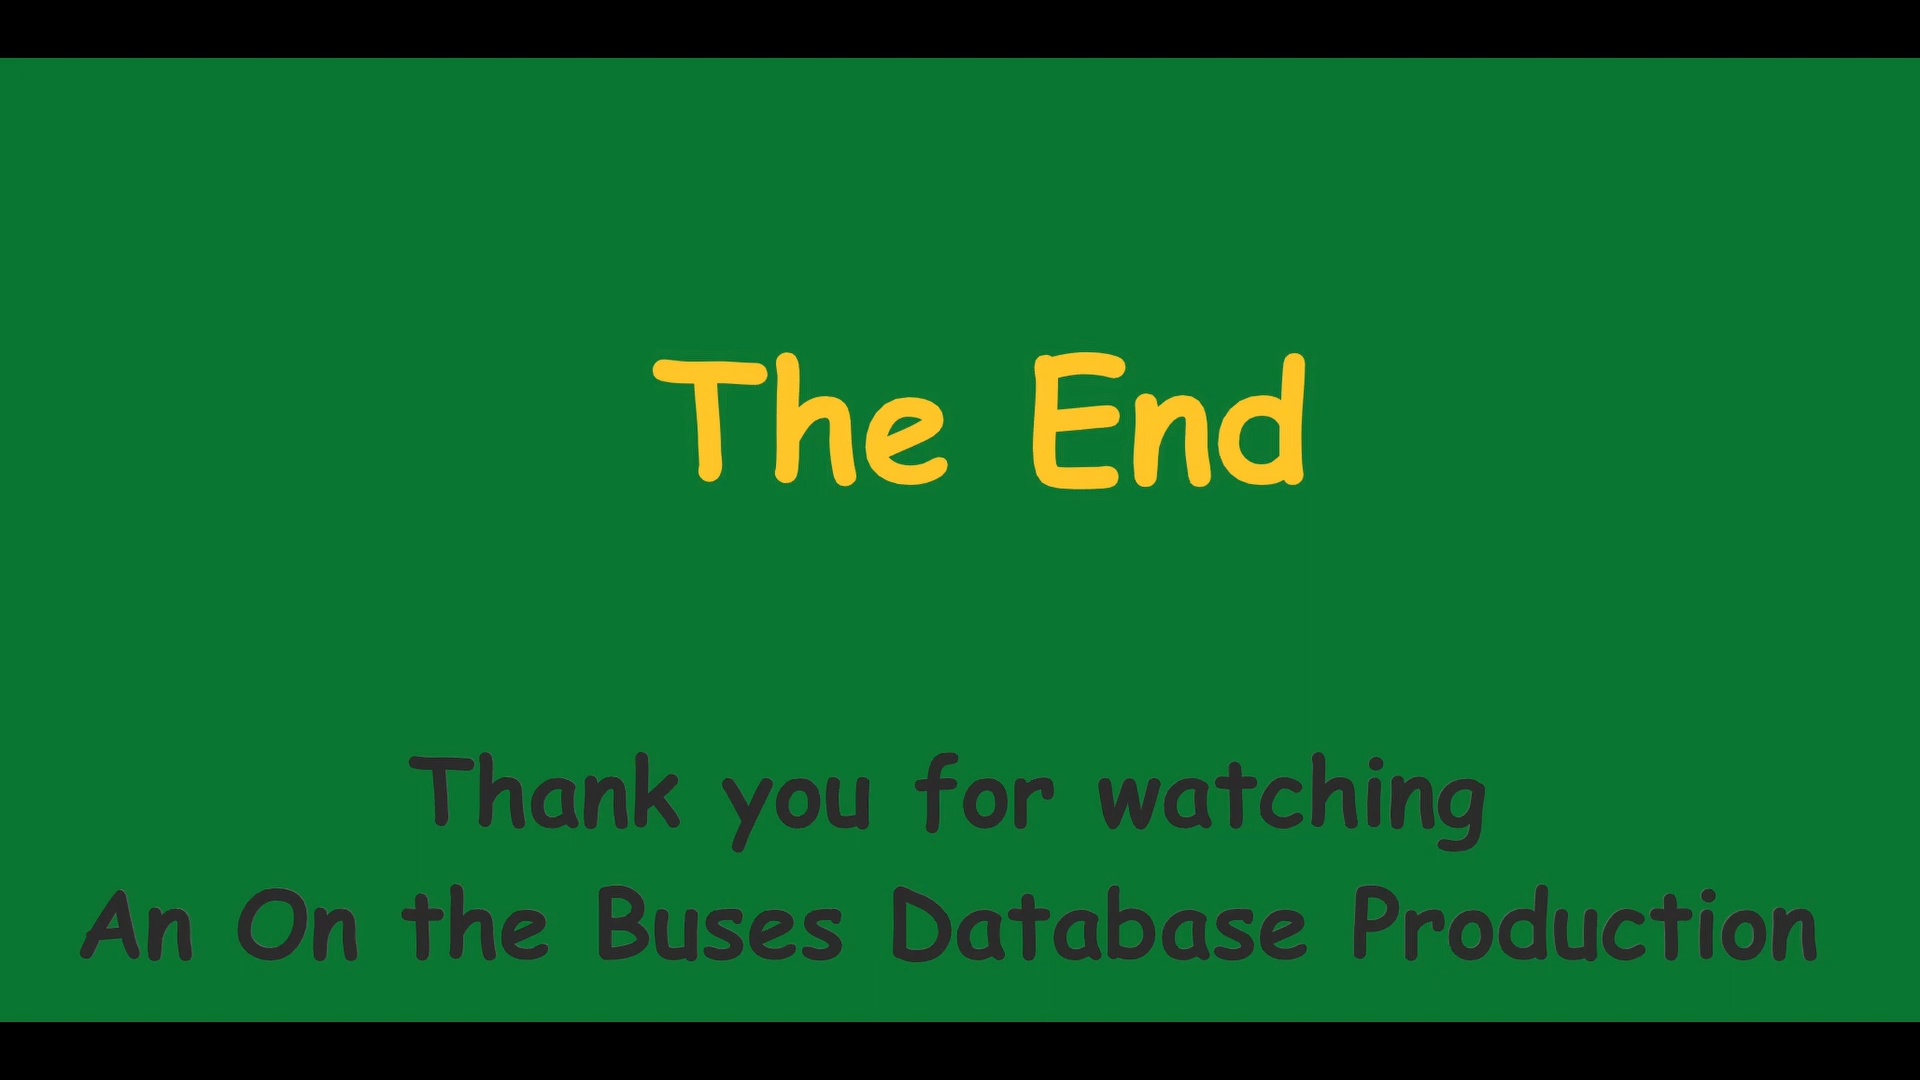 The End
Thank you for watching
An On the Buses Database Production